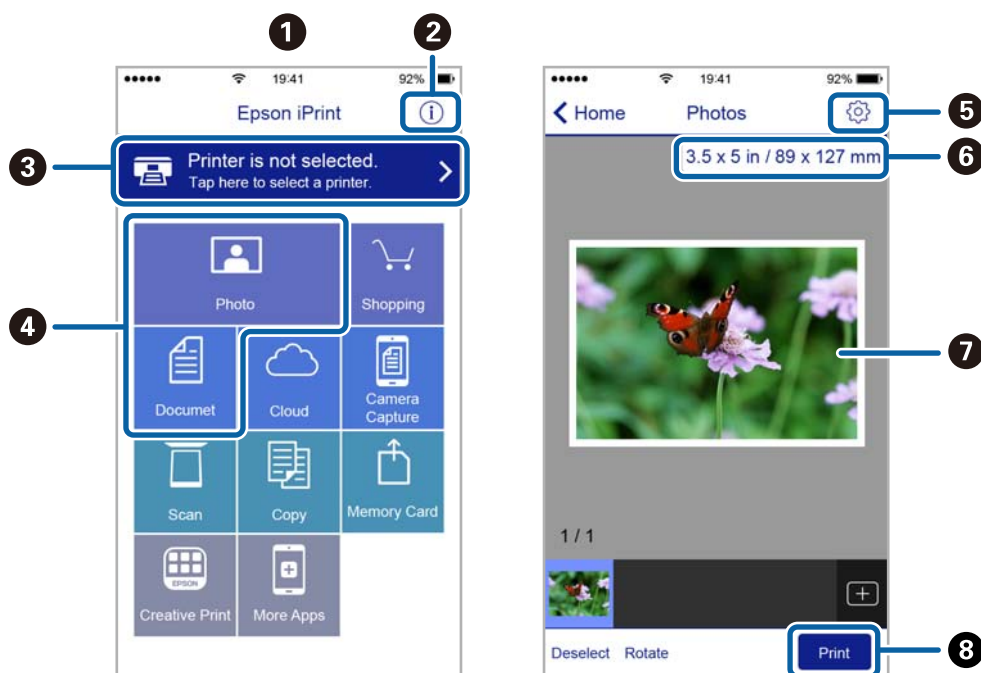 1
2
19:41
92%
Epson iPrint
3
Printer is not selected.
Tap here to select a printer.
4
Photo
Shopping
Documet
Cloud
Camera
Capture
Scan
Copy
Memory Card
EPSON
Creative Print
More Apps
19:41
92%
Home
Photos
5
3.5 x 5 in / 89 x 127 mm
6
7
1 / 1
Deselect
Rotate
Print
8